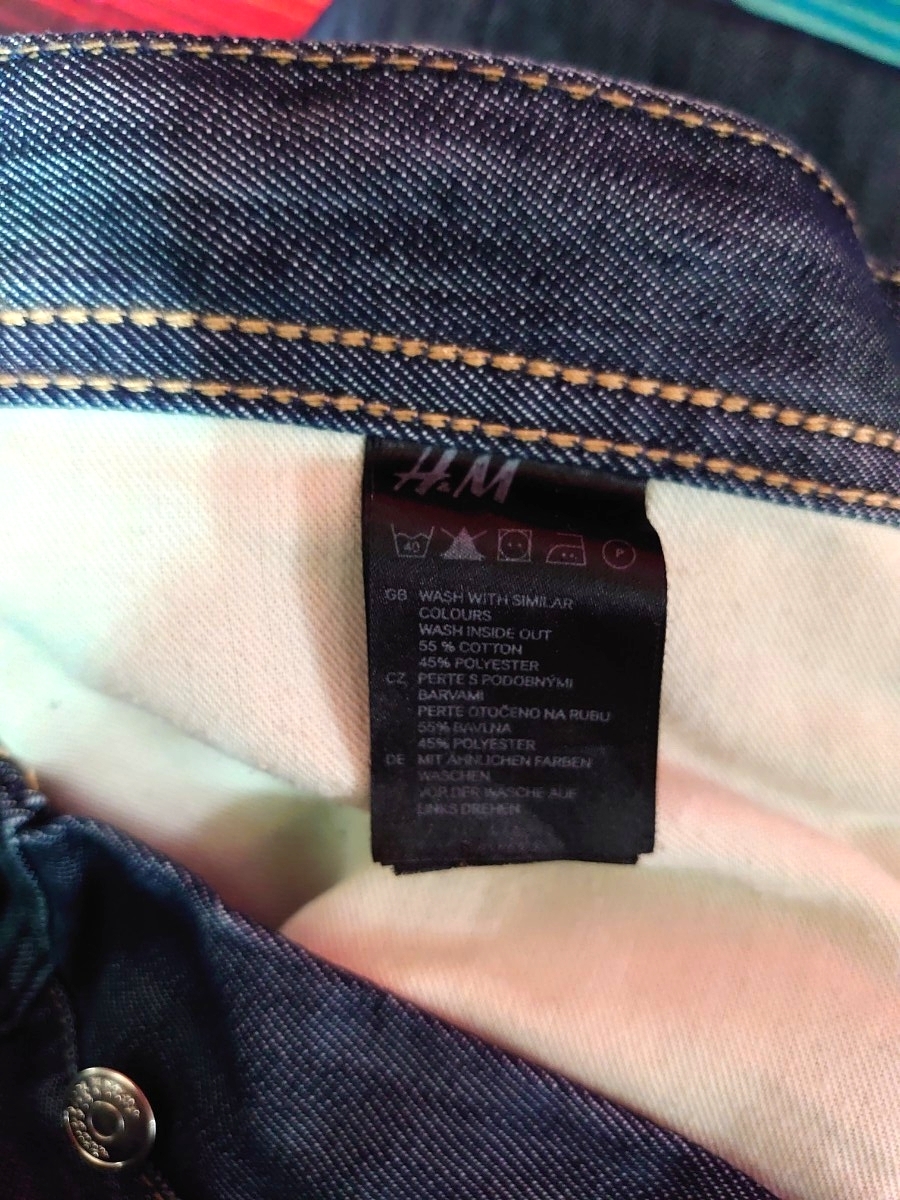 H&M
40
P
GB WASH WITH SIMILAR
COLOURS
WASH INSIDE OUT
55 % COTTON
45% POLYESTER
CZ PERTE S PODOBNÝMI
BARVAMI
PERTE OTOČENO NA RUBU
55% BAVLNA
45% POLYESTER
DE MIT ÄHNLICHEN FARBEN
WASCHEN
VOR DER WÄSCHE AUF
LINKS DREHEN